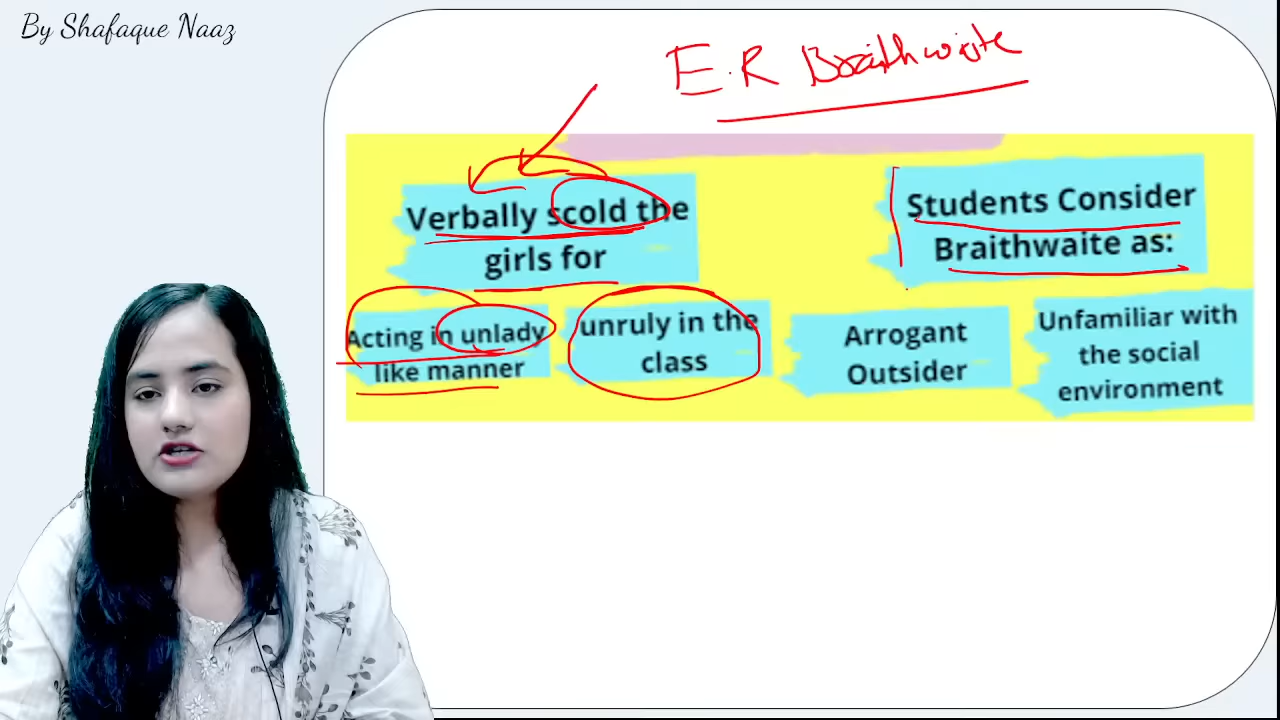 By Shafaque Naaz
E.R Braithwaite
Verbally scold the
girls for
Students Consider
Braithwaite as:
Acting in unlady
like manner
unruly in the
class
Arrogant
Outsider
Unfamiliar with
the social
environment